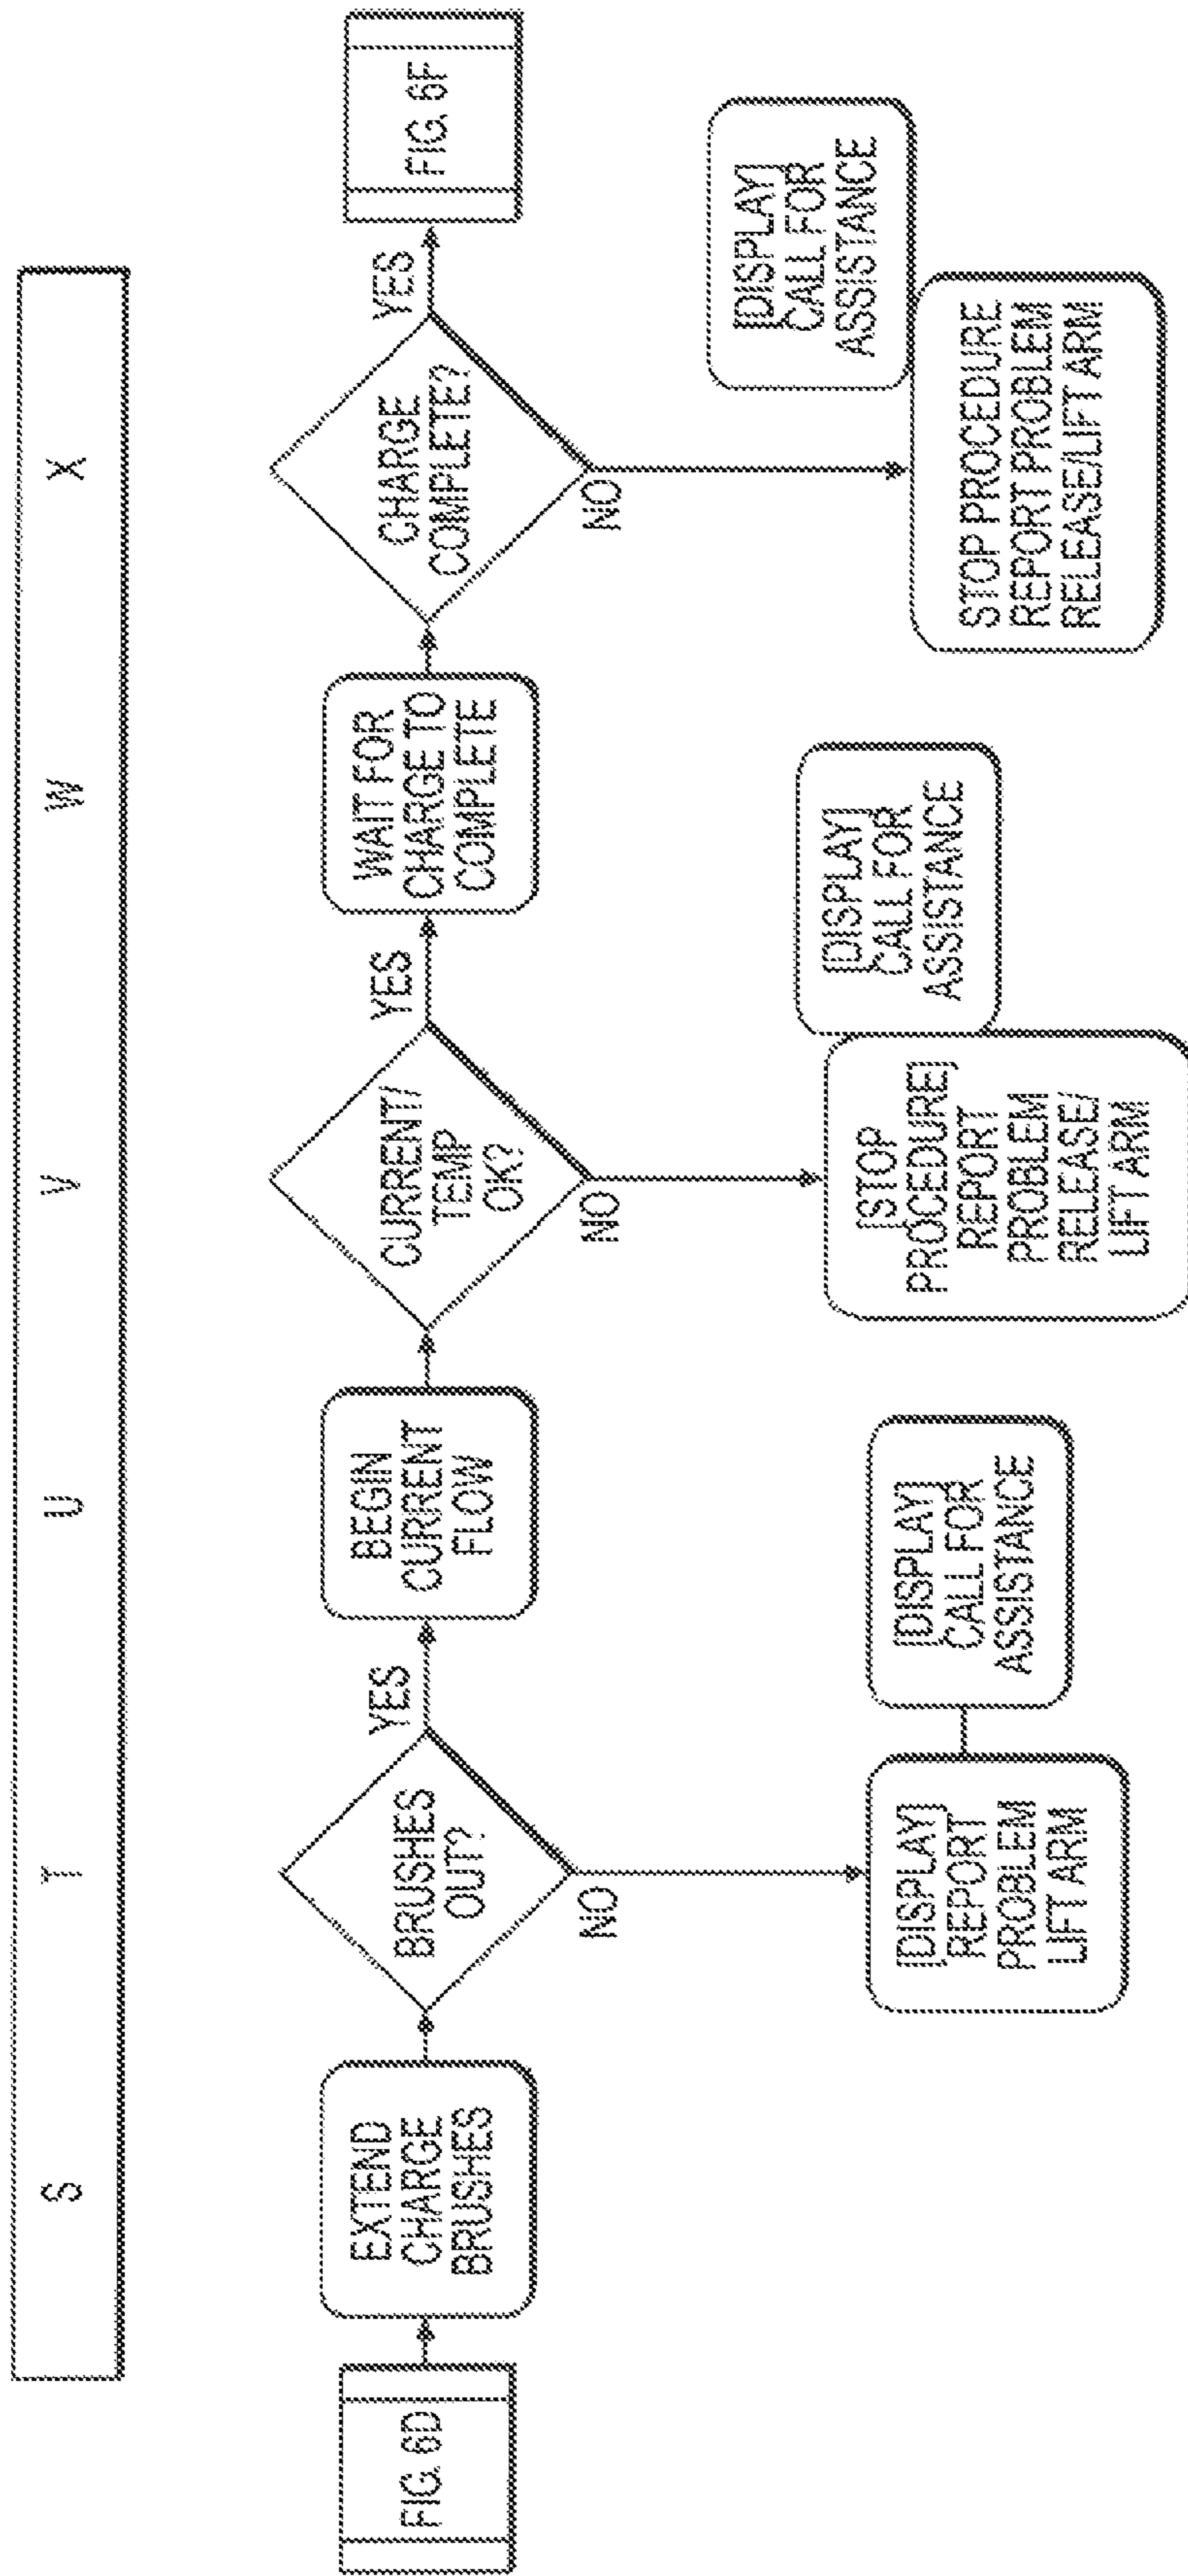 S T U V W X
FIG. 6D
EXTEND
CHARGE
BRUSHES
BRUSHES
OUT?
YES
NO
[DISPLAY]
REPORT
PROBLEM
LIFT ARM
[DISPLAY]
CALL FOR
ASSISTANCE
BEGIN
CURRENT
FLOW
CURRENT/
TEMP
OK?
YES
NO
[STOP
PROCEDURE]
REPORT
PROBLEM
RELEASE/
LIFT ARM
[DISPLAY]
CALL FOR
ASSISTANCE
WAIT FOR
CHARGE TO
COMPLETE
CHARGE
COMPLETE?
YES
NO
STOP PROCEDURE
REPORT PROBLEM
RELEASE/LIFT ARM
[DISPLAY]
CALL FOR
ASSISTANCE
FIG. 6F